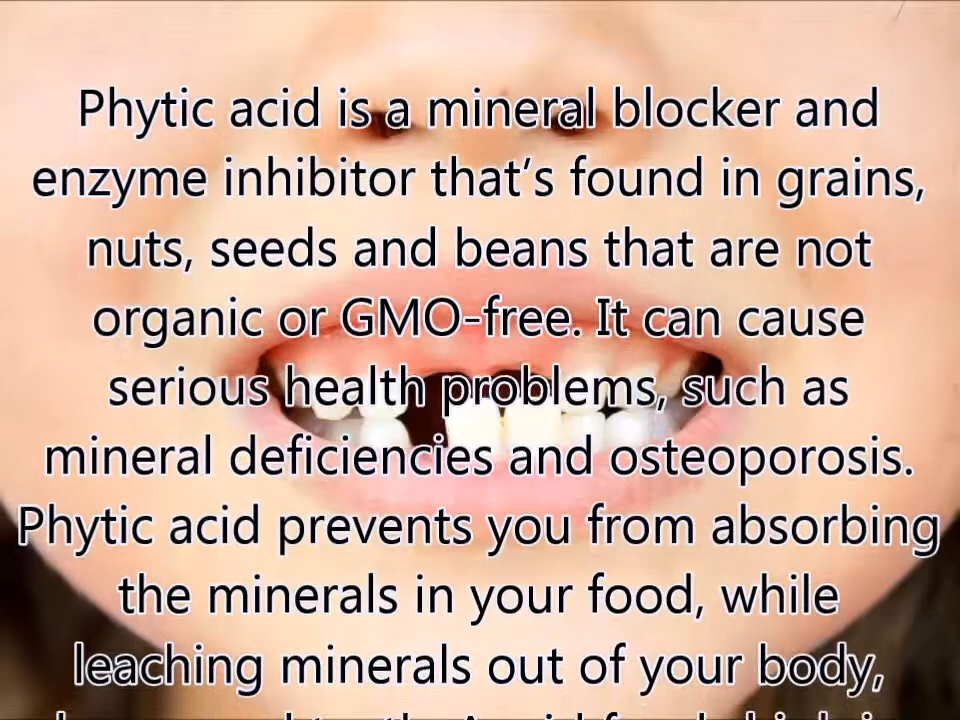 Phytic acid is a mineral blocker and
enzyme inhibitor that’s found in grains,
nuts, seeds and beans that are not
organic or GMO-free. It can cause
serious health problems, such as
mineral deficiencies and osteoporosis.
Phytic acid prevents you from absorbing
the minerals in your food, while
leaching minerals out of your body,